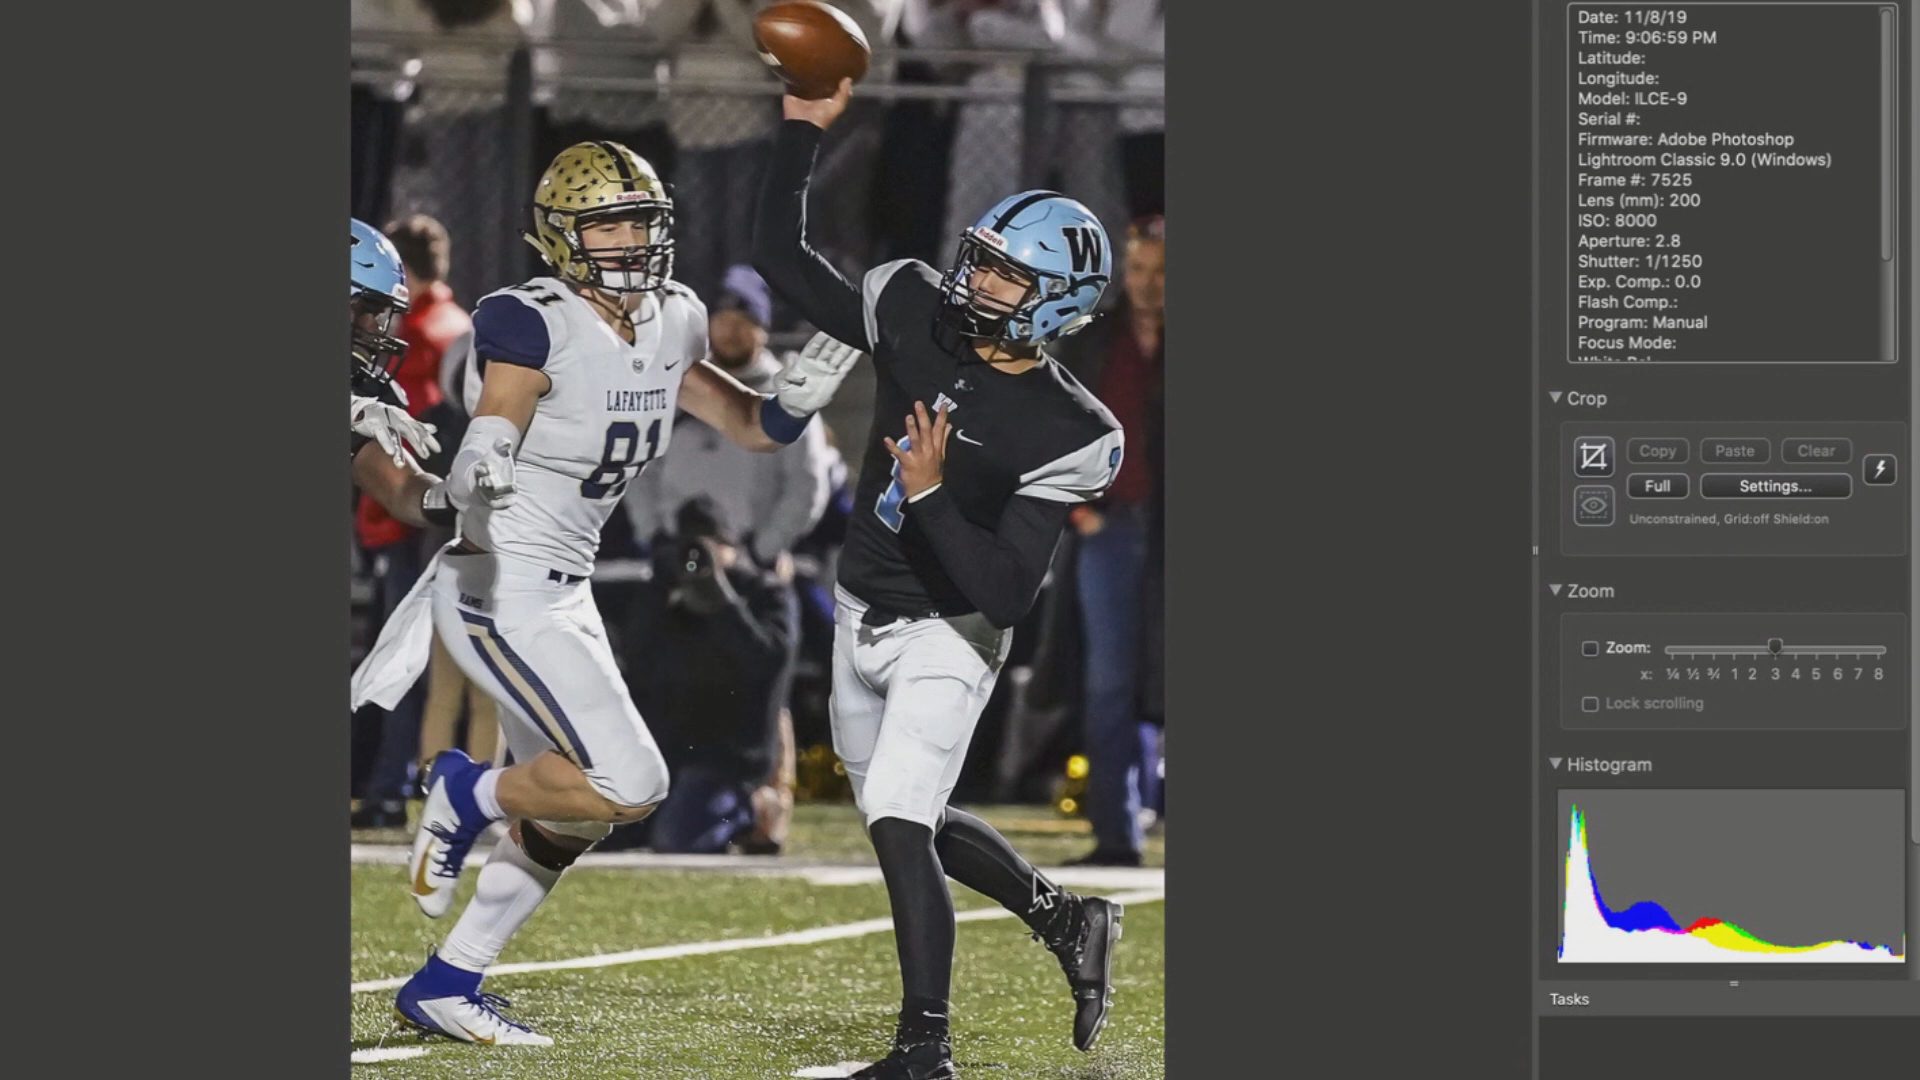 Date: 11/8/19
Time: 9:06:59 PM
Latitude:
Longitude:
Model: ILCE-9
Serial #:
Firmware: Adobe Photoshop
Lightroom Classic 9.0 (Windows)
Frame #: 7525
Lens (mm): 200
ISO: 8000
Aperture: 2.8
Shutter: 1/1250
Exp. Comp.: 0.0
Flash Comp.:
Program: Manual
Focus Mode:
Crop
Copy Paste Clear
Full Settings...
Unconstrained, Grid:off Shield:on
Zoom
Zoom:
x: ¼ ½ ¾ 1 2 3 4 5 6 7 8
Lock scrolling
Histogram
Tasks
Riddell
Riddell
W
LAFAYETTE
81
RAMS
1